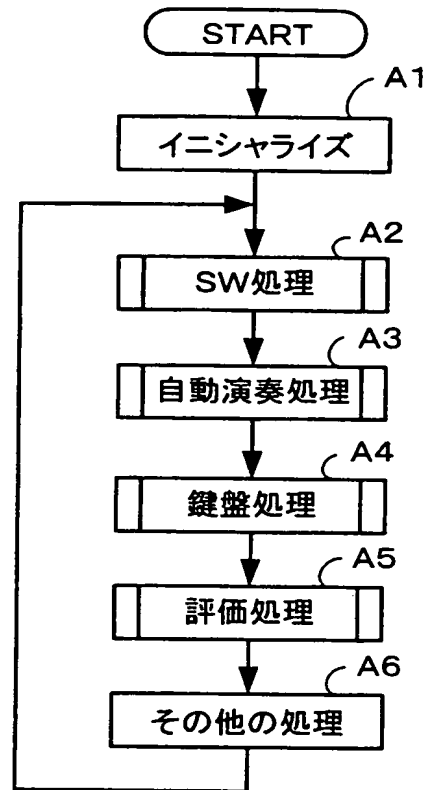 START
A1
イニシャライズ
A2
SW処理
A3
自動演奏処理
A4
鍵盤処理
A5
評価処理
A6
その他の処理